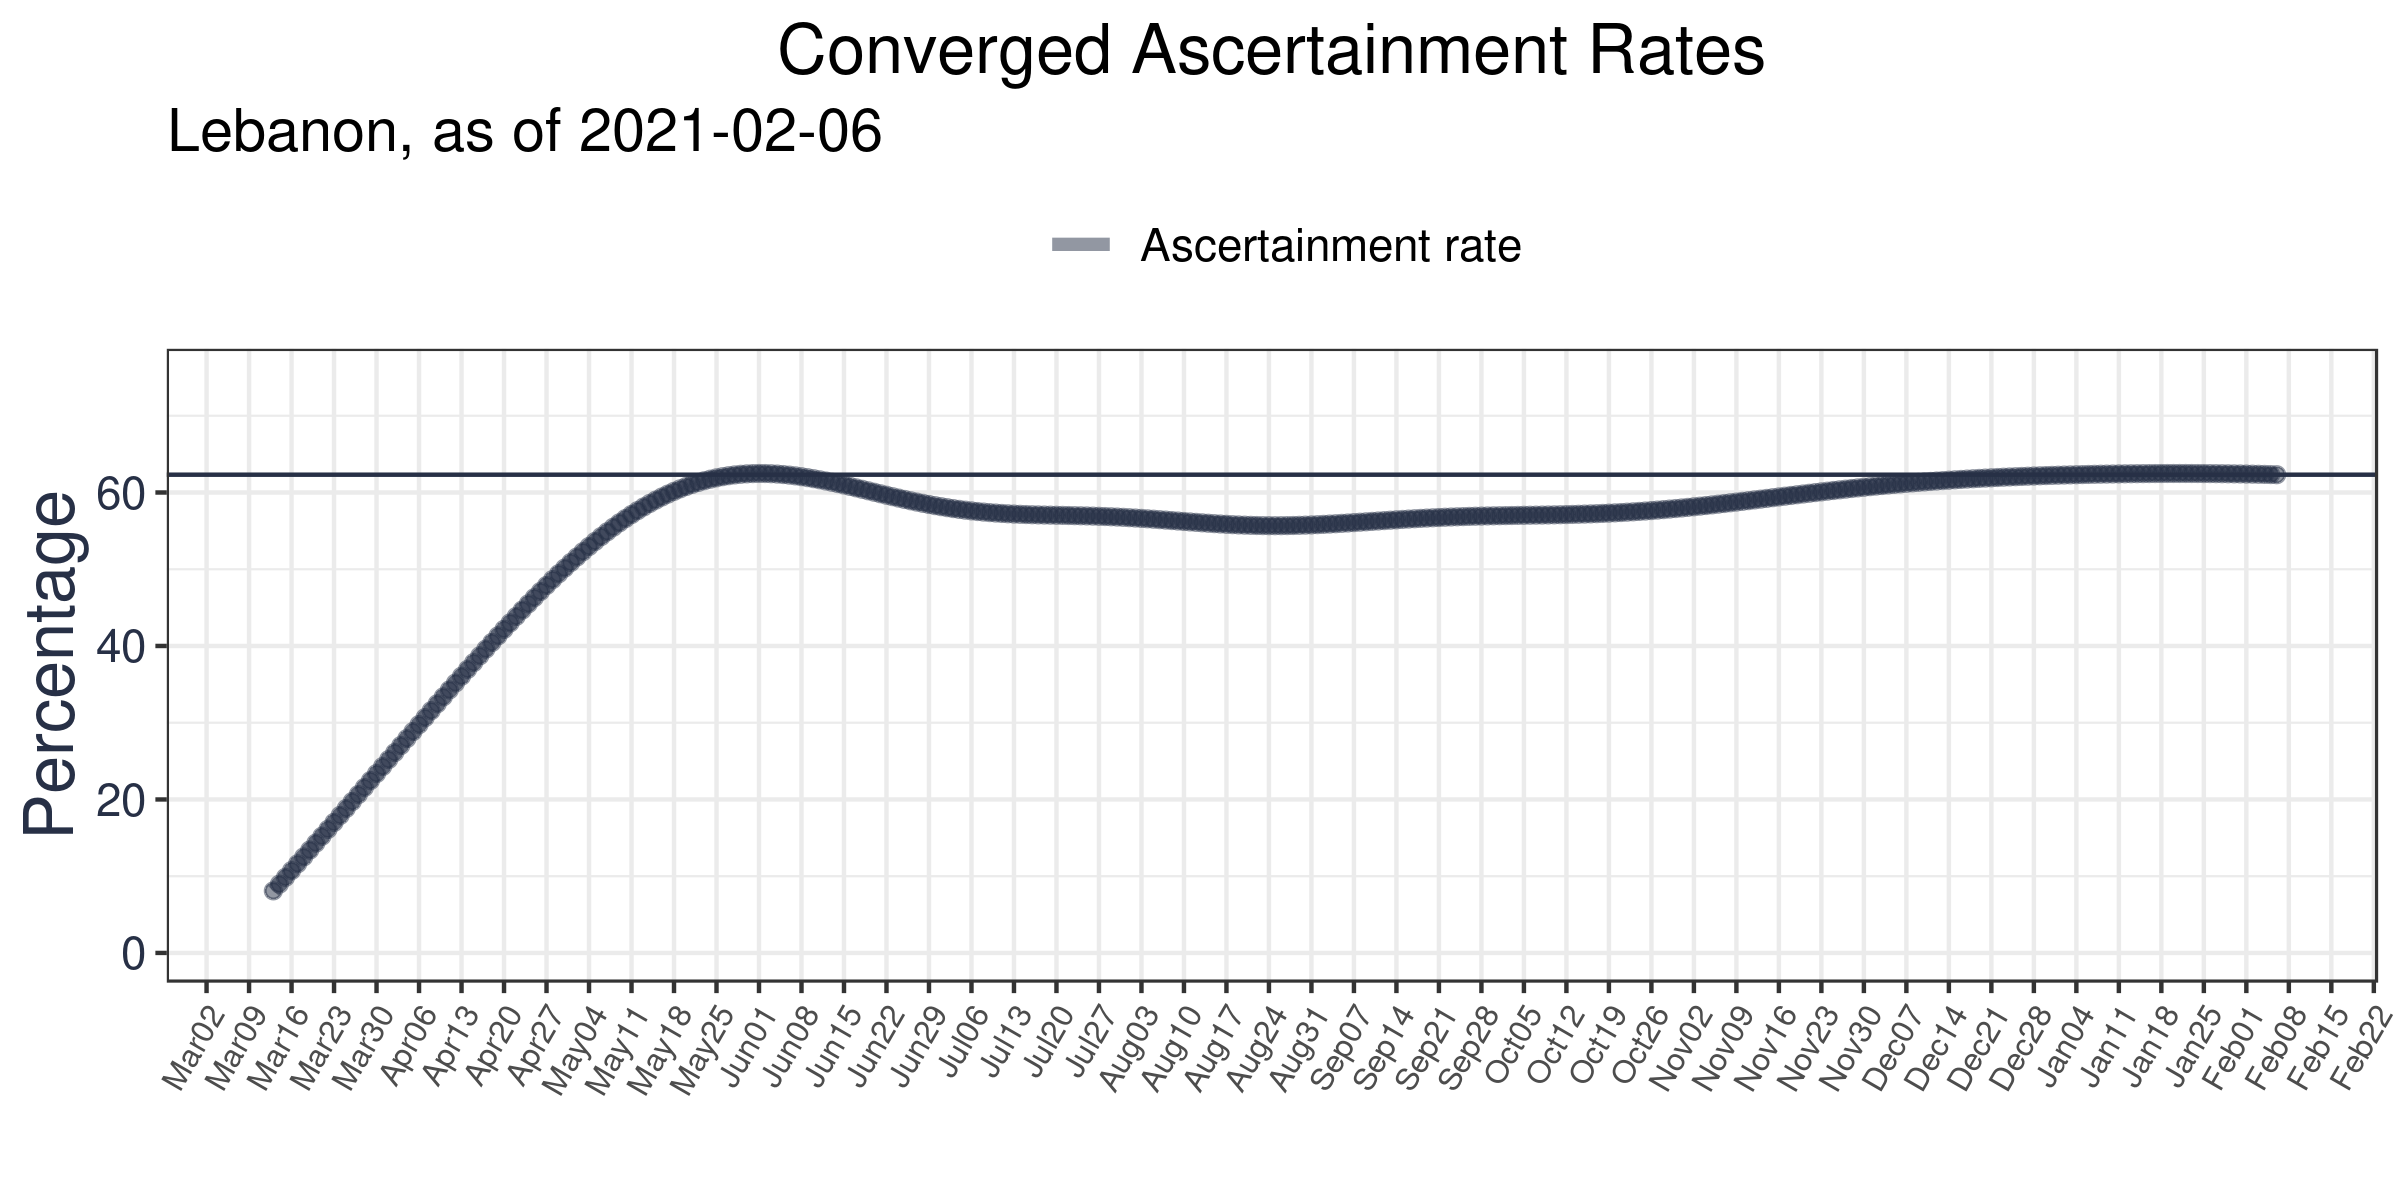 Converged Ascertainment Rates
Lebanon, as of 2021-02-06
Ascertainment rate
Percentage
60
40
20
0
Mar02 Mar09 Mar16 Mar23 Mar30 Apr06 Apr13 Apr20 Apr27 May04 May11 May18 May25 Jun01 Jun08 Jun15 Jun22 Jun29 Jul06 Jul13 Jul20 Jul27 Aug03 Aug10 Aug17 Aug24 Aug31 Sep07 Sep14 Sep21 Sep28 Oct05 Oct12 Oct19 Oct26 Nov02 Nov09 Nov16 Nov23 Nov30 Dec07 Dec14 Dec21 Dec28 Jan04 Jan11 Jan18 Jan25 Feb01 Feb08 Feb15 Feb22